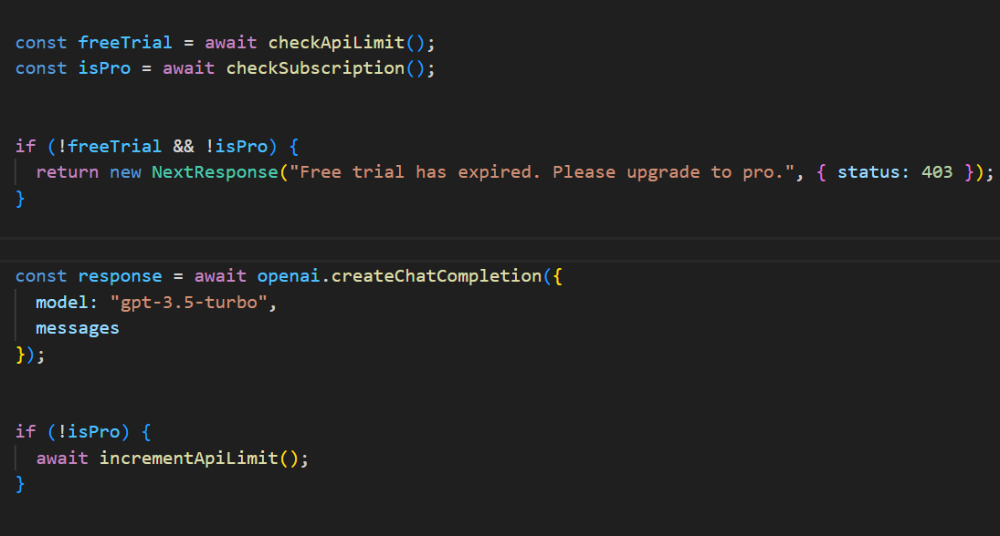 const freeTrial = await checkApiLimit();
const isPro = await checkSubscription();
if (!freeTrial && !isPro) {
return new NextResponse("Free trial has expired. Please upgrade to pro.", { status: 403 });
}
const response = await openai.createChatCompletion({
model: "gpt-3.5-turbo",
messages
});
if (!isPro) {
await incrementApiLimit();
}